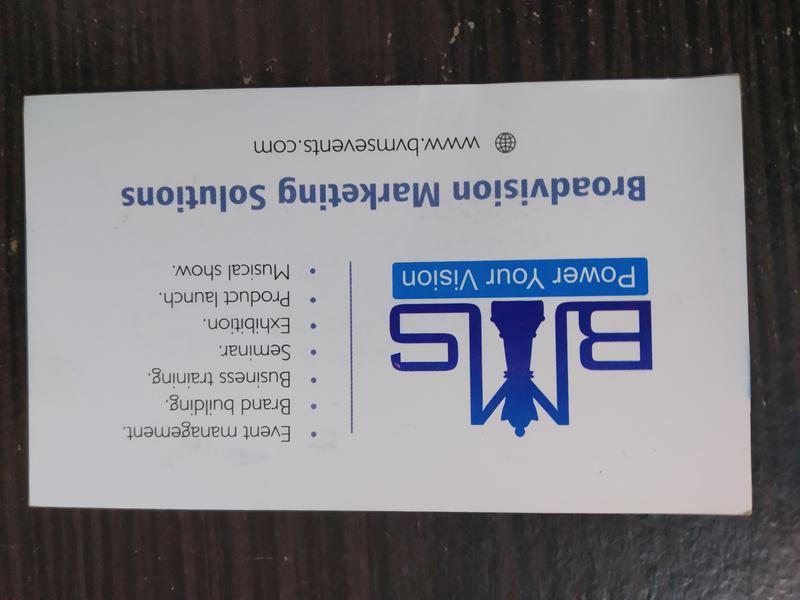 BMS
Power Your Vision
Event management.
Brand building.
Business training.
Seminar.
Exhibition.
Product launch.
Musical show.
Broadvision Marketing Solutions
www.bvmsevents.com